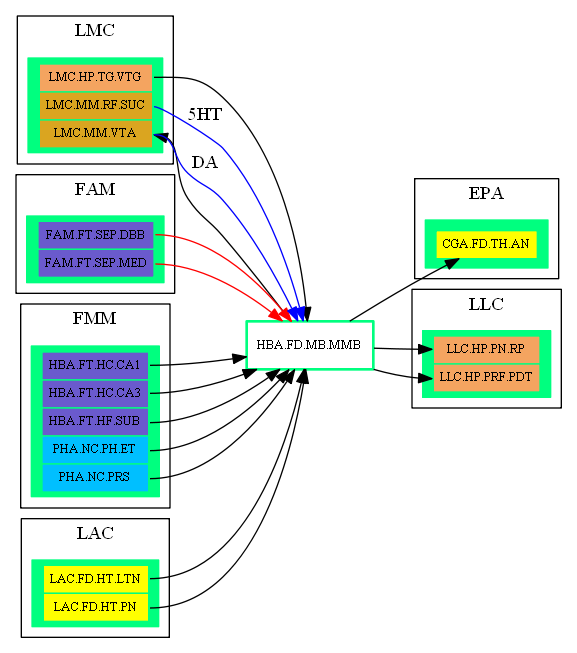 LMC
LMC.HP.TG.VTG
LMC.MM.RF.SUC
LMC.MM.VTA
5HT
DA
FAM
FAM.FT.SEP.DBB
FAM.FT.SEP.MED
FMM
HBA.FT.HC.CA1
HBA.FT.HC.CA3
HBA.FT.HF.SUB
PHA.NC.PH.ET
PHA.NC.PRS
LAC
LAC.FD.HT.LTN
LAC.FD.HT.PN
HBA.FD.MB.MMB
EPA
CGA.FD.TH.AN
LLC
LLC.HP.PN.RP
LLC.HP.PRF.PDT